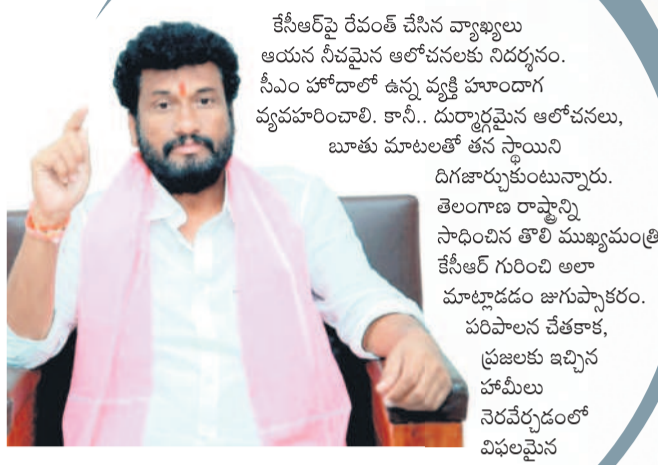 కేసీఆర్‌పై రేవంత్ చేసిన వ్యాఖ్యలు
ఆయన నీచమైన ఆలోచనలకు నిదర్శనం.
సీఎం హోదాలో ఉన్న వ్యక్తి హూందాగ
వ్యవహరించాలి. కానీ.. దుర్మార్గమైన ఆలోచనలు,
బూతు మాటలతో తన స్థాయిని
దిగజార్చుకుంటున్నారు.
తెలంగాణ రాష్ట్రాన్ని
సాధించిన తొలి ముఖ్యమంత్రి
కేసీఆర్ గురించి అలా
మాట్లాడడం జుగుప్సాకరం.
పరిపాలన చేతకాక,
ప్రజలకు ఇచ్చిన
హామీలు
నెరవేర్చడంలో
విఫలమైన